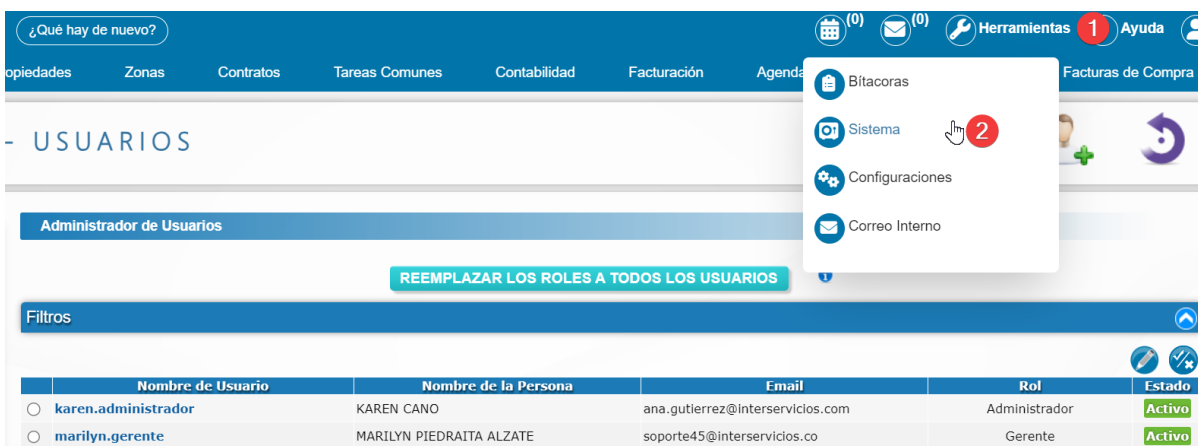 ¿Qué hay de nuevo?
(0)
(0)
Herramientas
1
Ayuda
opiedades
Zonas
Contratos
Tareas Comunes
Contabilidad
Facturación
Agenda
Facturas de Compra
Bítacoras
Sistema
2
Configuraciones
Correo Interno
- USUARIOS
Administrador de Usuarios
REEMPLAZAR LOS ROLES A TODOS LOS USUARIOS
Filtros
Nombre de Usuario Nombre de la Persona Email Rol Estado
karen.administrador KAREN CANO ana.gutierrez@interservicios.com Administrador Activo
marilyn.gerente MARILYN PIEDRAITA ALZATE soporte45@interservicios.co Gerente Activo